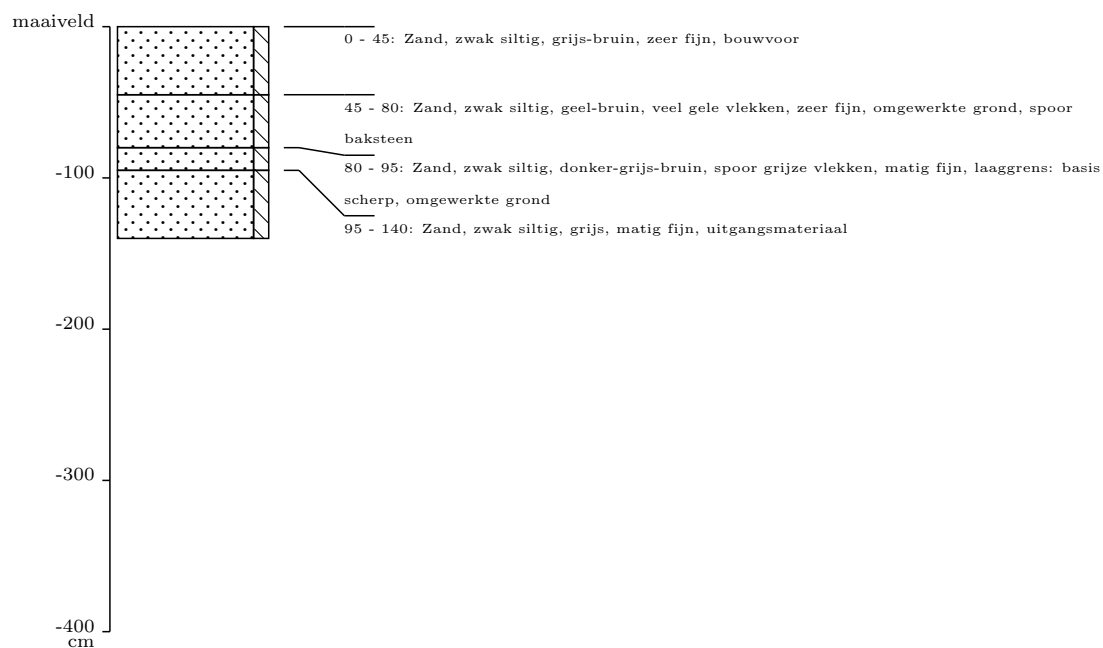 maaiveld
0 - 45: Zand, zwak siltig, grijs-bruin, zeer fijn, bouwvoor
45 - 80: Zand, zwak siltig, geel-bruin, veel gele vlekken, zeer fijn, omgewerkte grond, spoor
baksteen
80 - 95: Zand, zwak siltig, donker-grijs-bruin, spoor grijze vlekken, matig fijn, laaggrens: basis
scherp, omgewerkte grond
95 - 140: Zand, zwak siltig, grijs, matig fijn, uitgangsmateriaal
-100
-200
-300
-400
cm